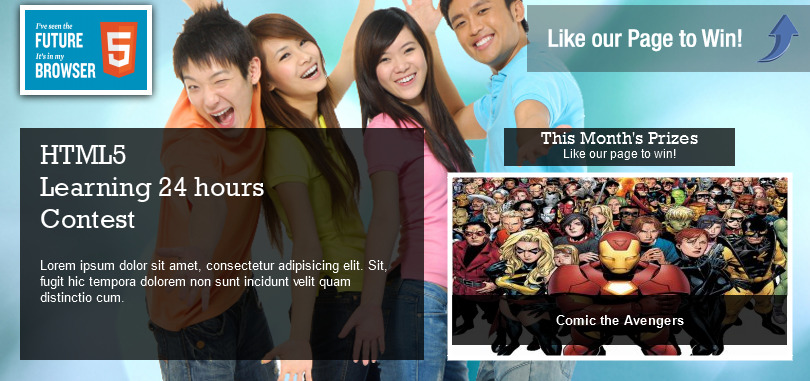 I've seen the
FUTURE
It's in my
BROWSER
5
Like our Page to Win!
HTML5
Learning 24 hours
Contest
Lorem ipsum dolor sit amet, consectetur adipisicing elit. Sit,
fugit hic tempora dolorem non sunt incidunt velit quam
distinctio cum.
This Month's Prizes
Like our page to win!
Comic the Avengers